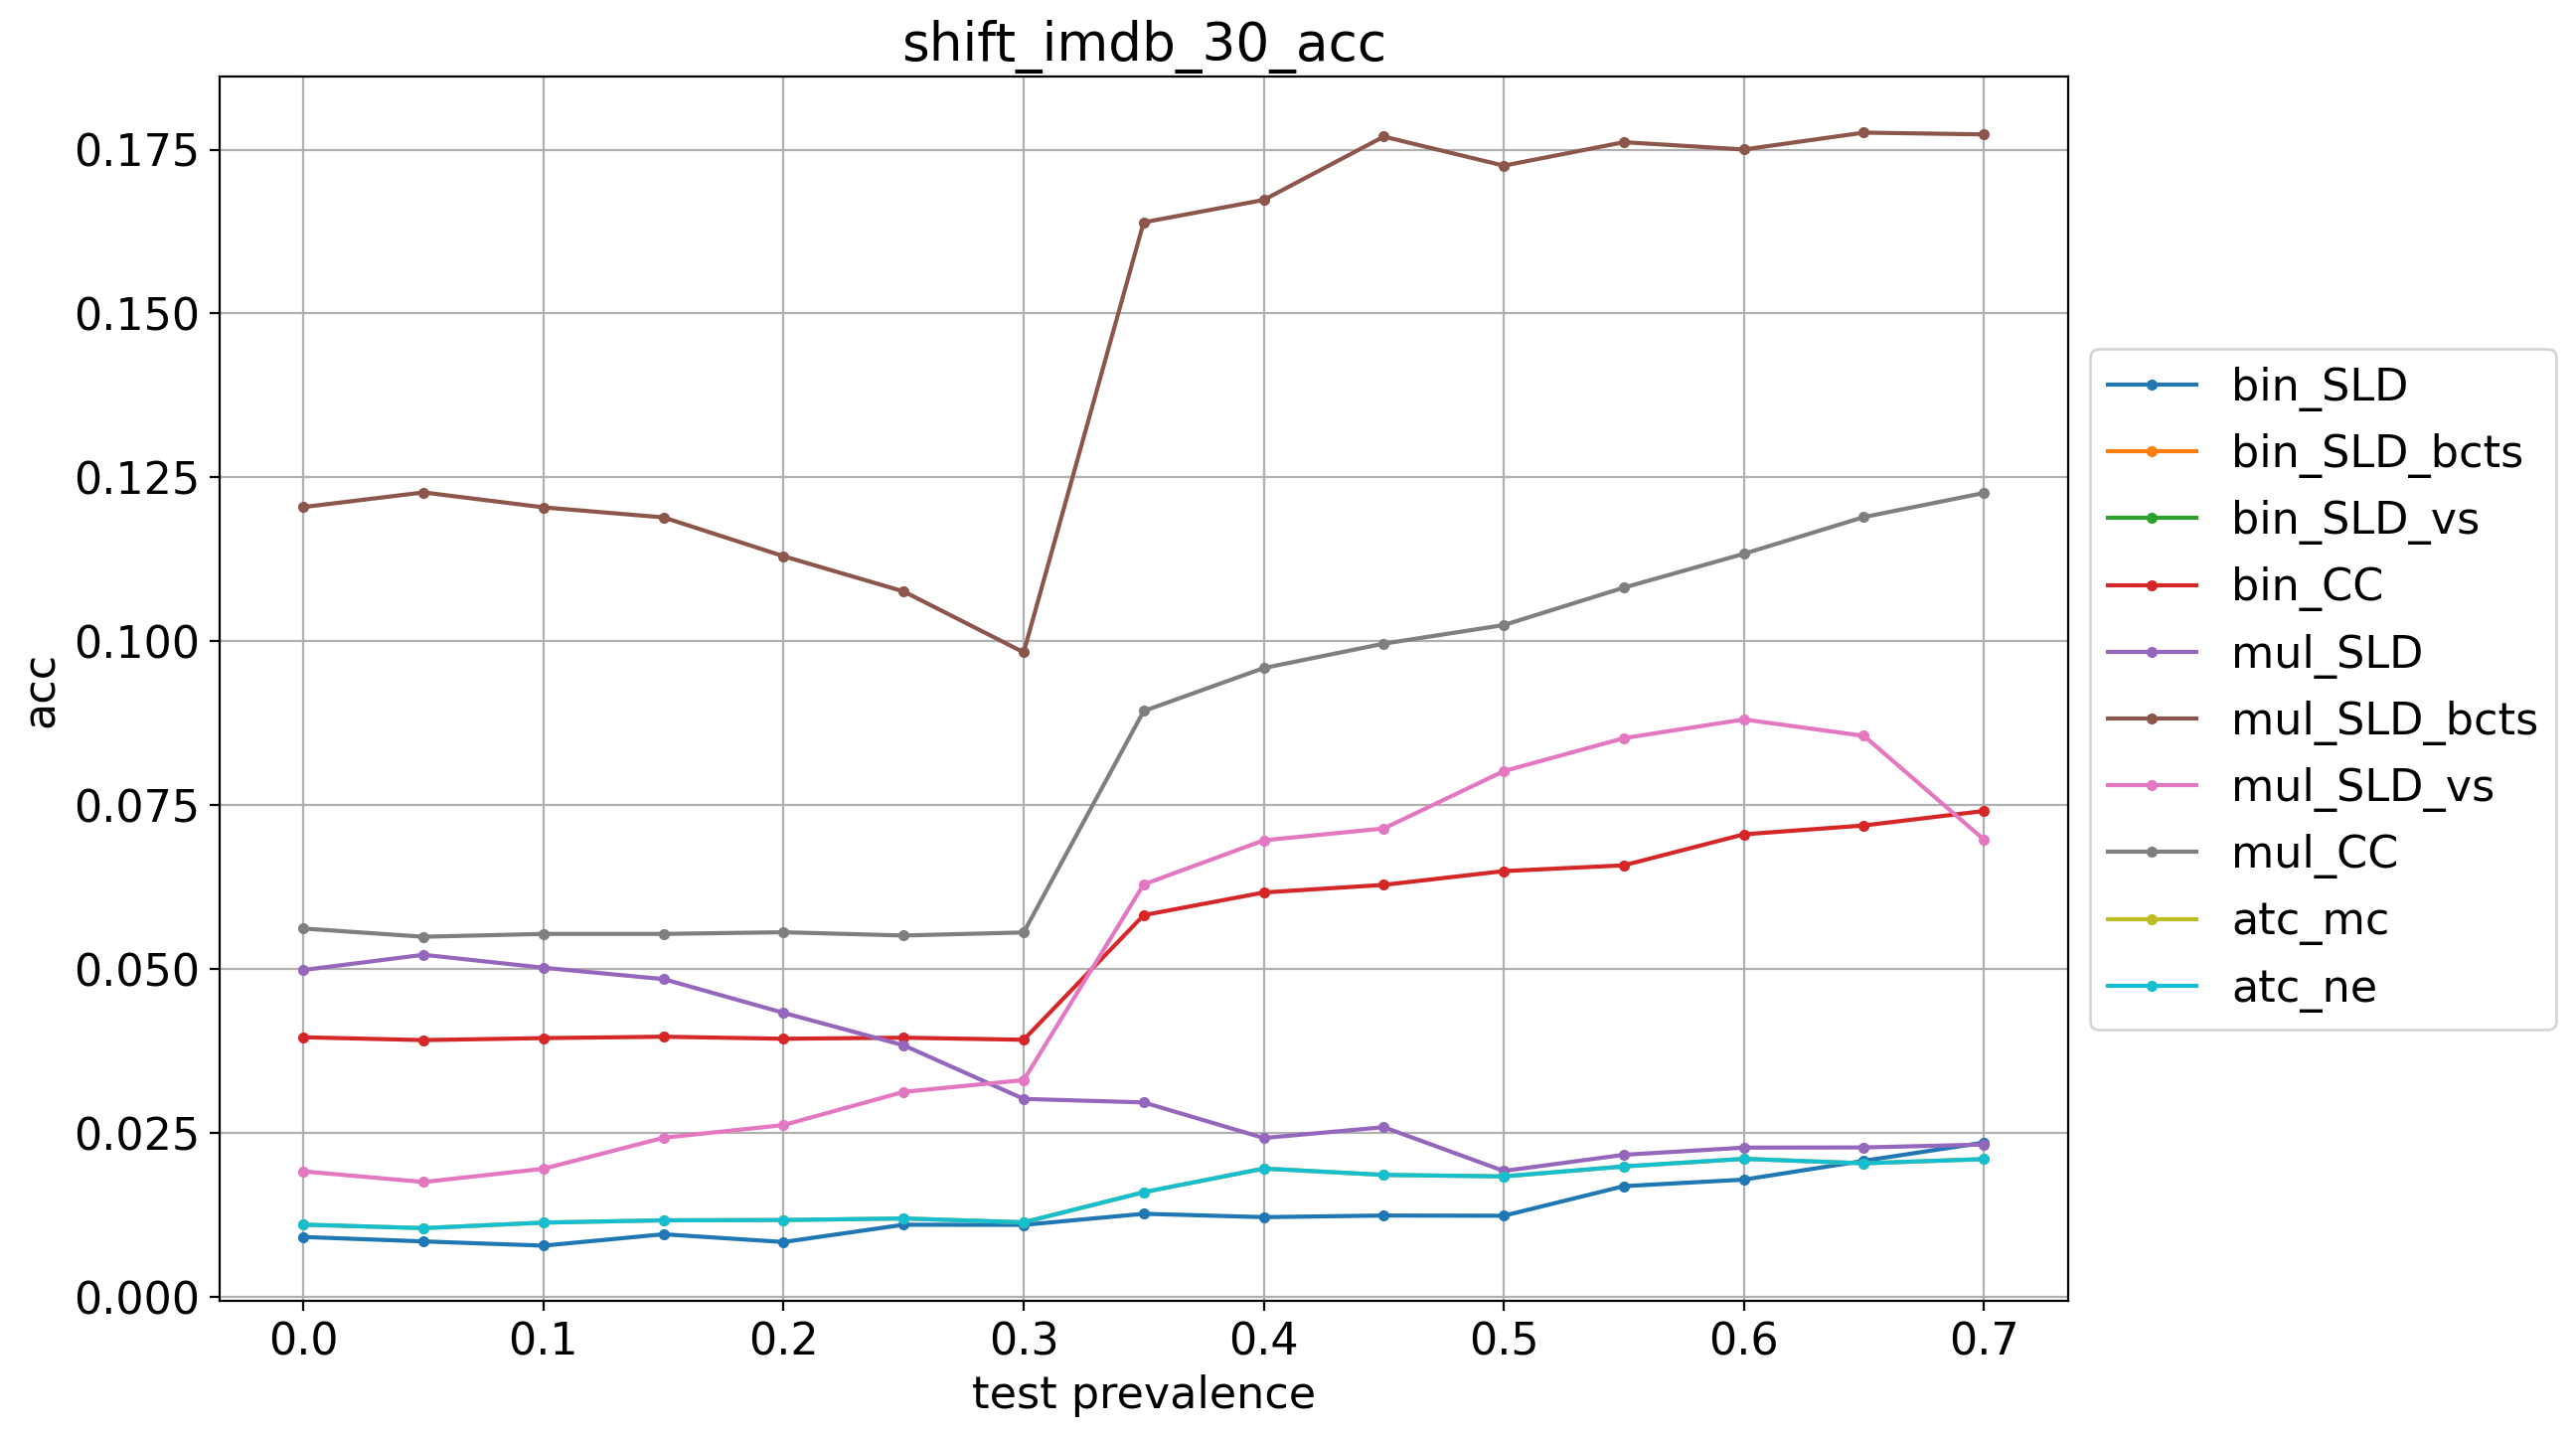 shift_imdb_30_acc
0.175
0.150
0.125
0.100
0.075
0.050
0.025
0.000
acc
0.0 0.1 0.2 0.3 0.4 0.5 0.6 0.7
test prevalence
bin_SLD
bin_SLD_bcts
bin_SLD_vs
bin_CC
mul_SLD
mul_SLD_bcts
mul_SLD_vs
mul_CC
atc_mc
atc_ne